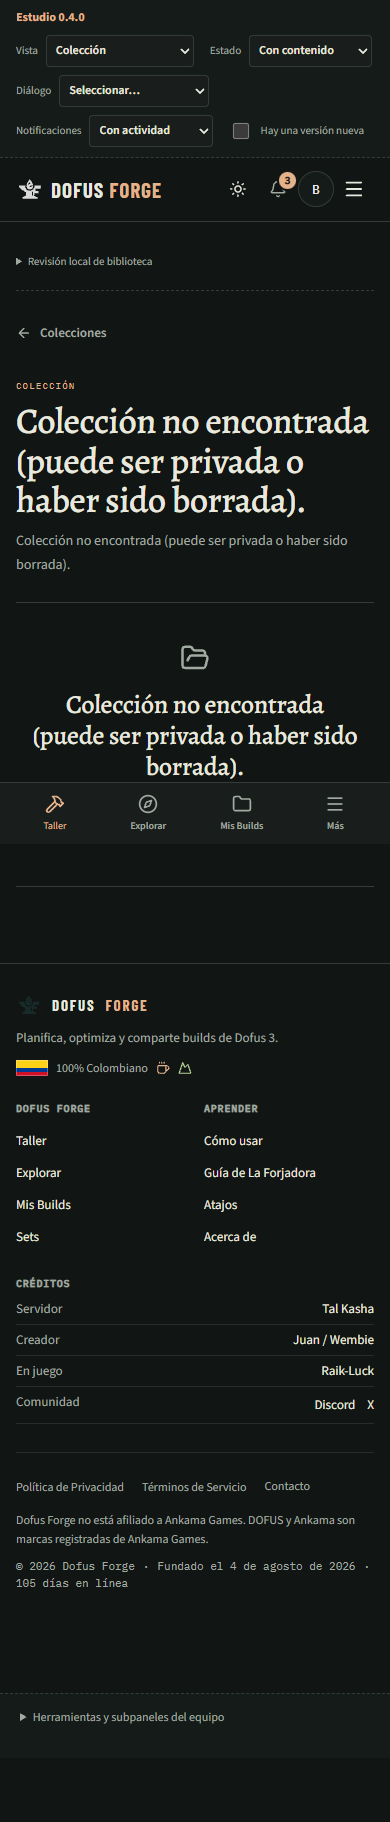 Estudio 0.4.0
Vista Colección Estado Con contenido
Diálogo Seleccionar...
Notificaciones Con actividad Hay una versión nueva
DOFUS FORGE 3 B
Revisión local de biblioteca
Colecciones
COLECCIÓN
Colección no encontrada
(puede ser privada o
haber sido borrada).
Colección no encontrada (puede ser privada o haber sido
borrada).
Colección no encontrada
(puede ser privada o haber sido
borrada).
Taller Explorar Mis Builds Más
DOFUS FORGE
Planifica, optimiza y comparte builds de Dofus 3.
100% Colombiano
DOFUS FORGE APRENDER
Taller Cómo usar
Explorar Guía de La Forjadora
Mis Builds Atajos
Sets Acerca de
CRÉDITOS
Servidor Tal Kasha
Creador Juan / Wembie
En juego Raik-Luck
Comunidad Discord X
Política de Privacidad Términos de Servicio Contacto
Dofus Forge no está afiliado a Ankama Games. DOFUS y Ankama son
marcas registradas de Ankama Games.
© 2026 Dofus Forge · Fundado el 4 de agosto de 2026 ·
105 días en línea
Herramientas y subpaneles del equipo